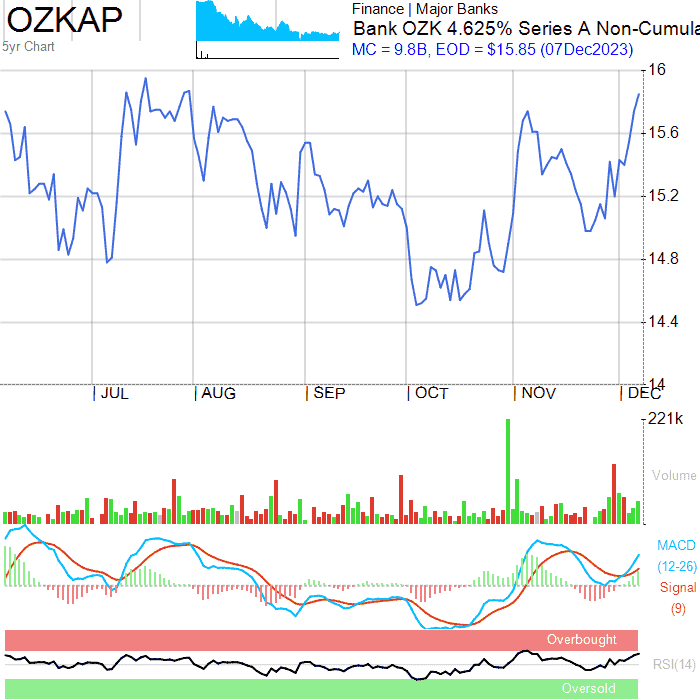 OZKAP
5yr Chart
Finance | Major Banks
Bank OZK 4.625% Series A Non-Cumula
MC = 9.8B, EOD = $15.85 (07Dec2023)
16
15.6
15.2
14.8
14.4
14
JUL AUG SEP OCT NOV DEC
221k
Volume
MACD
(12-26)
Signal
(9)
Overbought
RSI(14)
Oversold